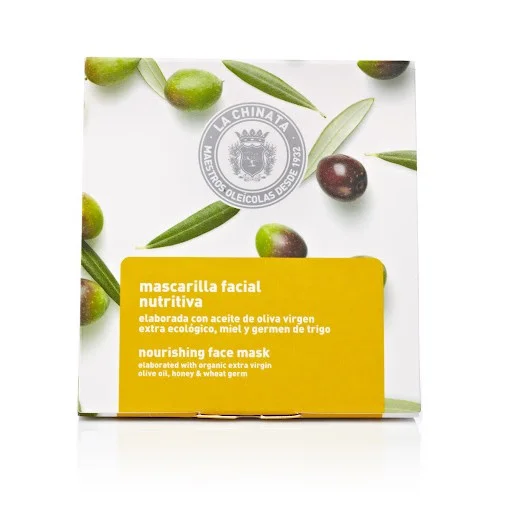 LA CHINATA
MAESTROS OLEÍCOLAS DESDE 1932
mascarilla facial
nutritiva
elaborada con aceite de oliva virgen
extra ecológico, miel y germen de trigo
nourishing face mask
elaborated with organic extra virgin
olive oil, honey & wheat germ